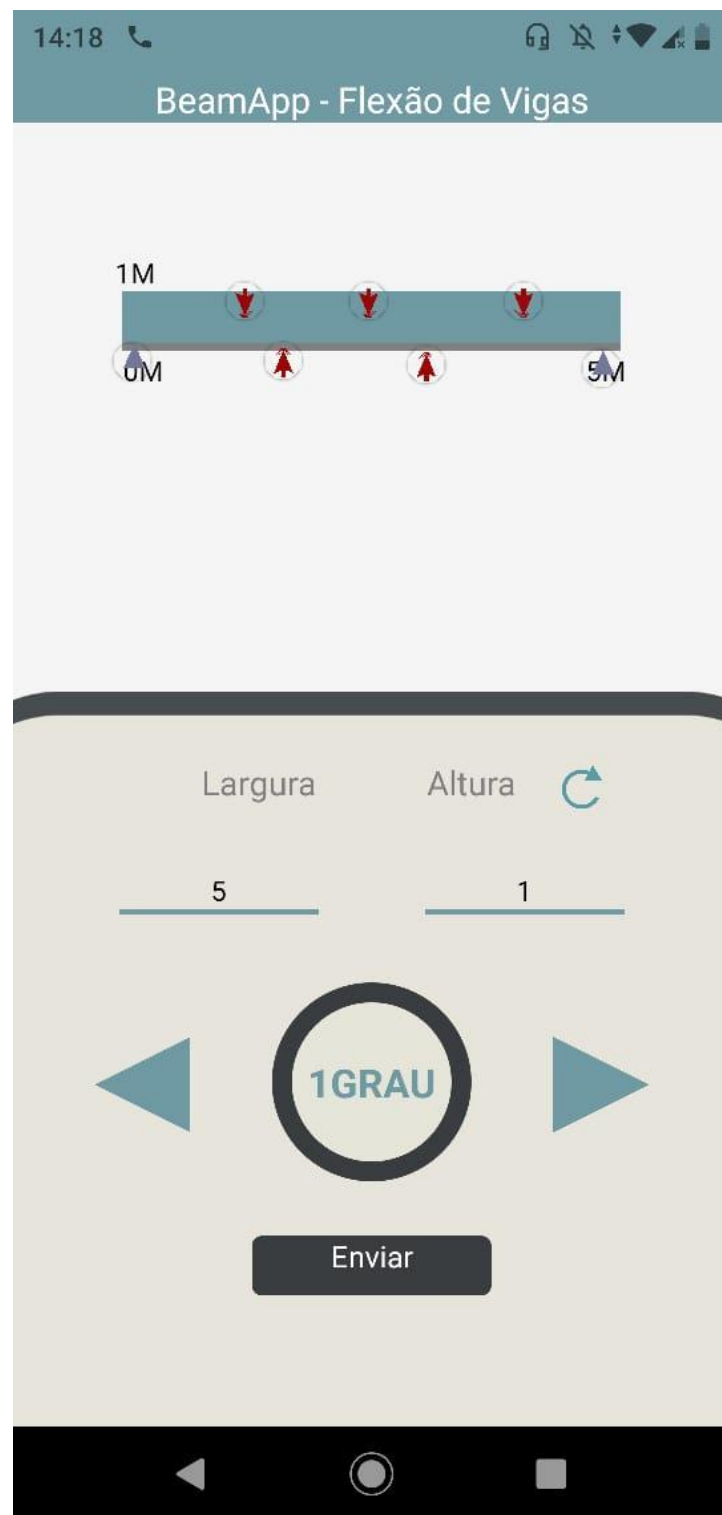 14:18
BeamApp - Flexão de Vigas
1M
0M 5M
Largura Altura
5 1
1GRAU
Enviar